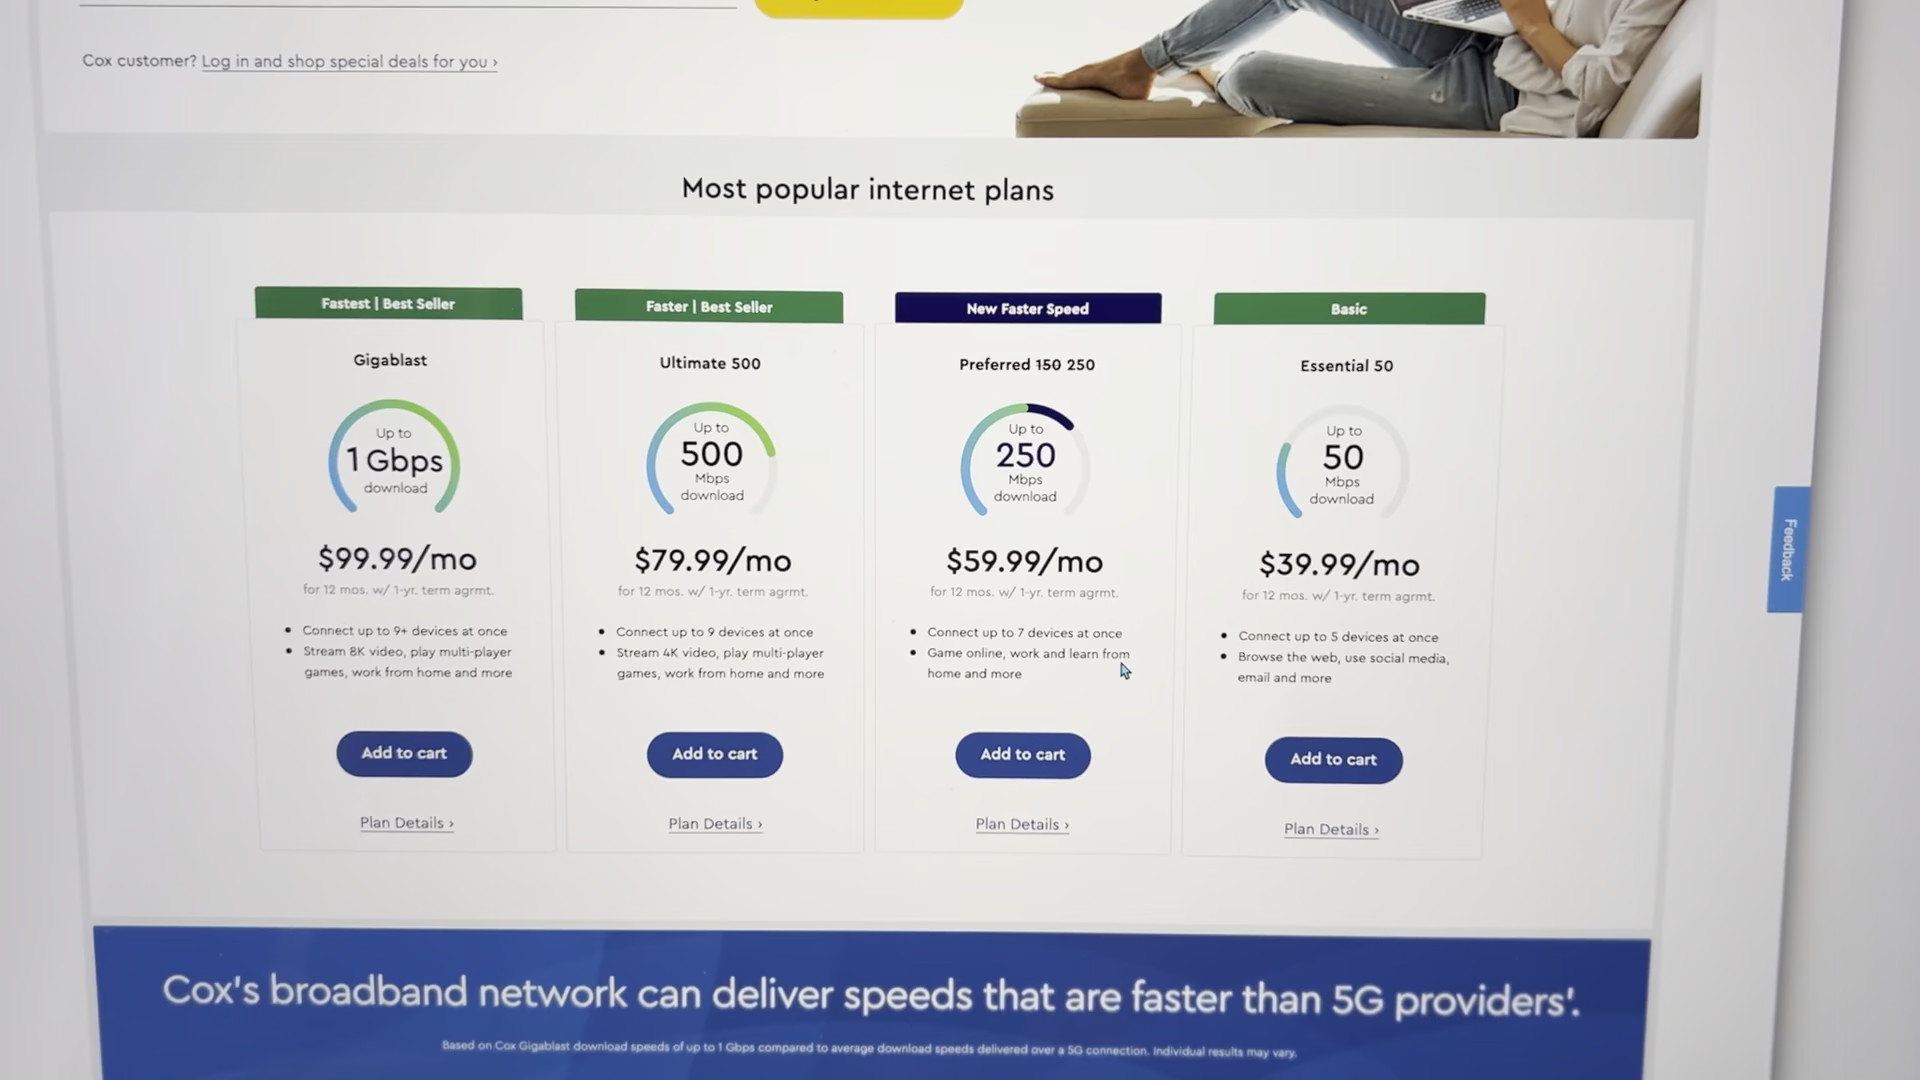 Cox customer? Log in and shop special deals for you ›
Most popular internet plans
Fastest | Best Seller
Gigablast
Up to
1 Gbps
download
$99.99/mo
for 12 mos. w/ 1-yr. term agrmt.
• Connect up to 9+ devices at once
• Stream 8K video, play multi-player
games, work from home and more
Add to cart
Plan Details ›
Faster | Best Seller
Ultimate 500
Up to
500
Mbps
download
$79.99/mo
for 12 mos. w/ 1-yr. term agrmt.
• Connect up to 9 devices at once
• Stream 4K video, play multi-player
games, work from home and more
Add to cart
Plan Details ›
New Faster Speed
Preferred 150 250
Up to
250
Mbps
download
$59.99/mo
for 12 mos. w/ 1-yr. term agrmt.
• Connect up to 7 devices at once
• Game online, work and learn from
home and more
Add to cart
Plan Details ›
Basic
Essential 50
Up to
50
Mbps
download
$39.99/mo
for 12 mos. w/ 1-yr. term agrmt.
• Connect up to 5 devices at once
• Browse the web, use social media,
email and more
Add to cart
Plan Details ›
Feedback
Cox's broadband network can deliver speeds that are faster than 5G providers'.
Based on Cox Gigablast download speeds of up to 1 Gbps compared to average download speeds delivered over a 5G connection. Individual results may vary.